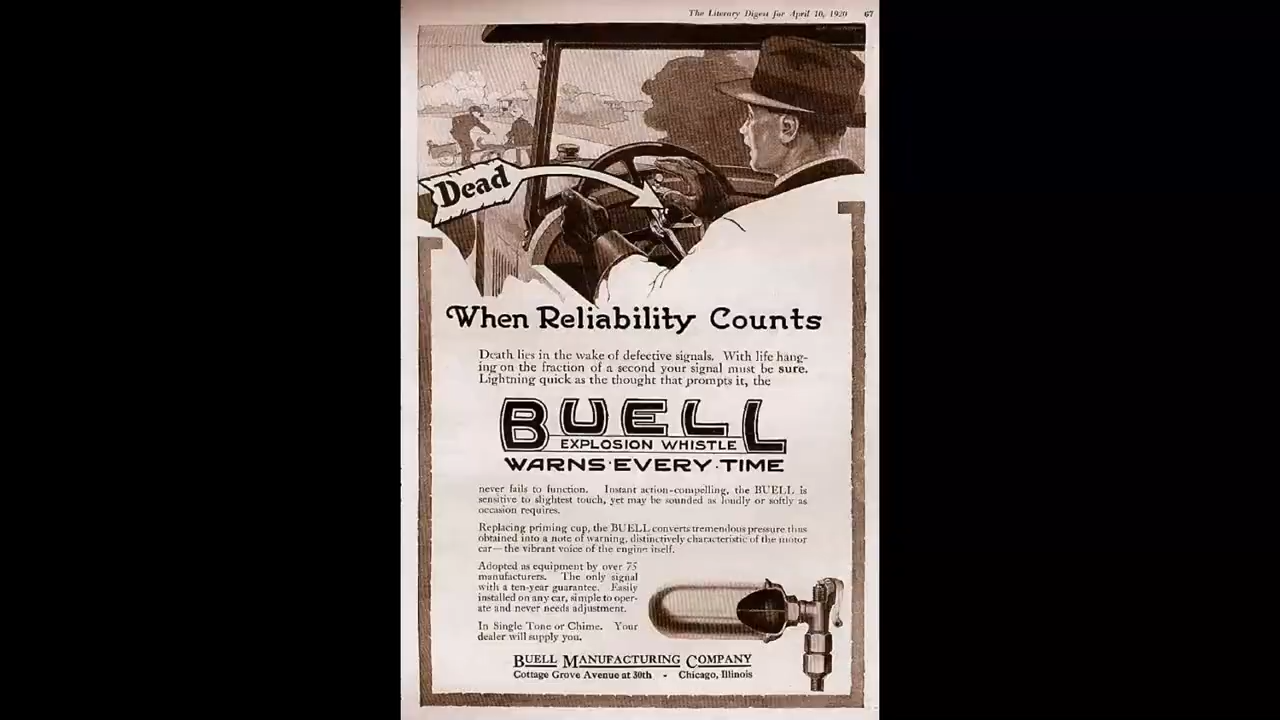 The Literary Digest for April 10, 1920 67
Dead
When Reliability Counts
Death lies in the wake of defective signals. With life hang-
ing on the fraction of a second your signal must be sure.
Lightning quick as the thought that prompts it, the
BUELL
EXPLOSION WHISTLE
WARNS·EVERY·TIME
never fails to function. Instant action-compelling, the BUELL is
sensitive to slightest touch, yet may be sounded as loudly or softly as
occasion requires.
Replacing priming cup, the BUELL converts tremendous pressure thus
obtained into a note of warning, distinctively characteristic of the motor
car—the vibrant voice of the engine itself.
Adopted as equipment by over 75
manufacturers. The only signal
with a ten-year guarantee. Easily
installed on any car, simple to oper-
ate and never needs adjustment.
In Single Tone or Chime. Your
dealer will supply you.
BUELL MANUFACTURING COMPANY
Cottage Grove Avenue at 30th - Chicago, Illinois